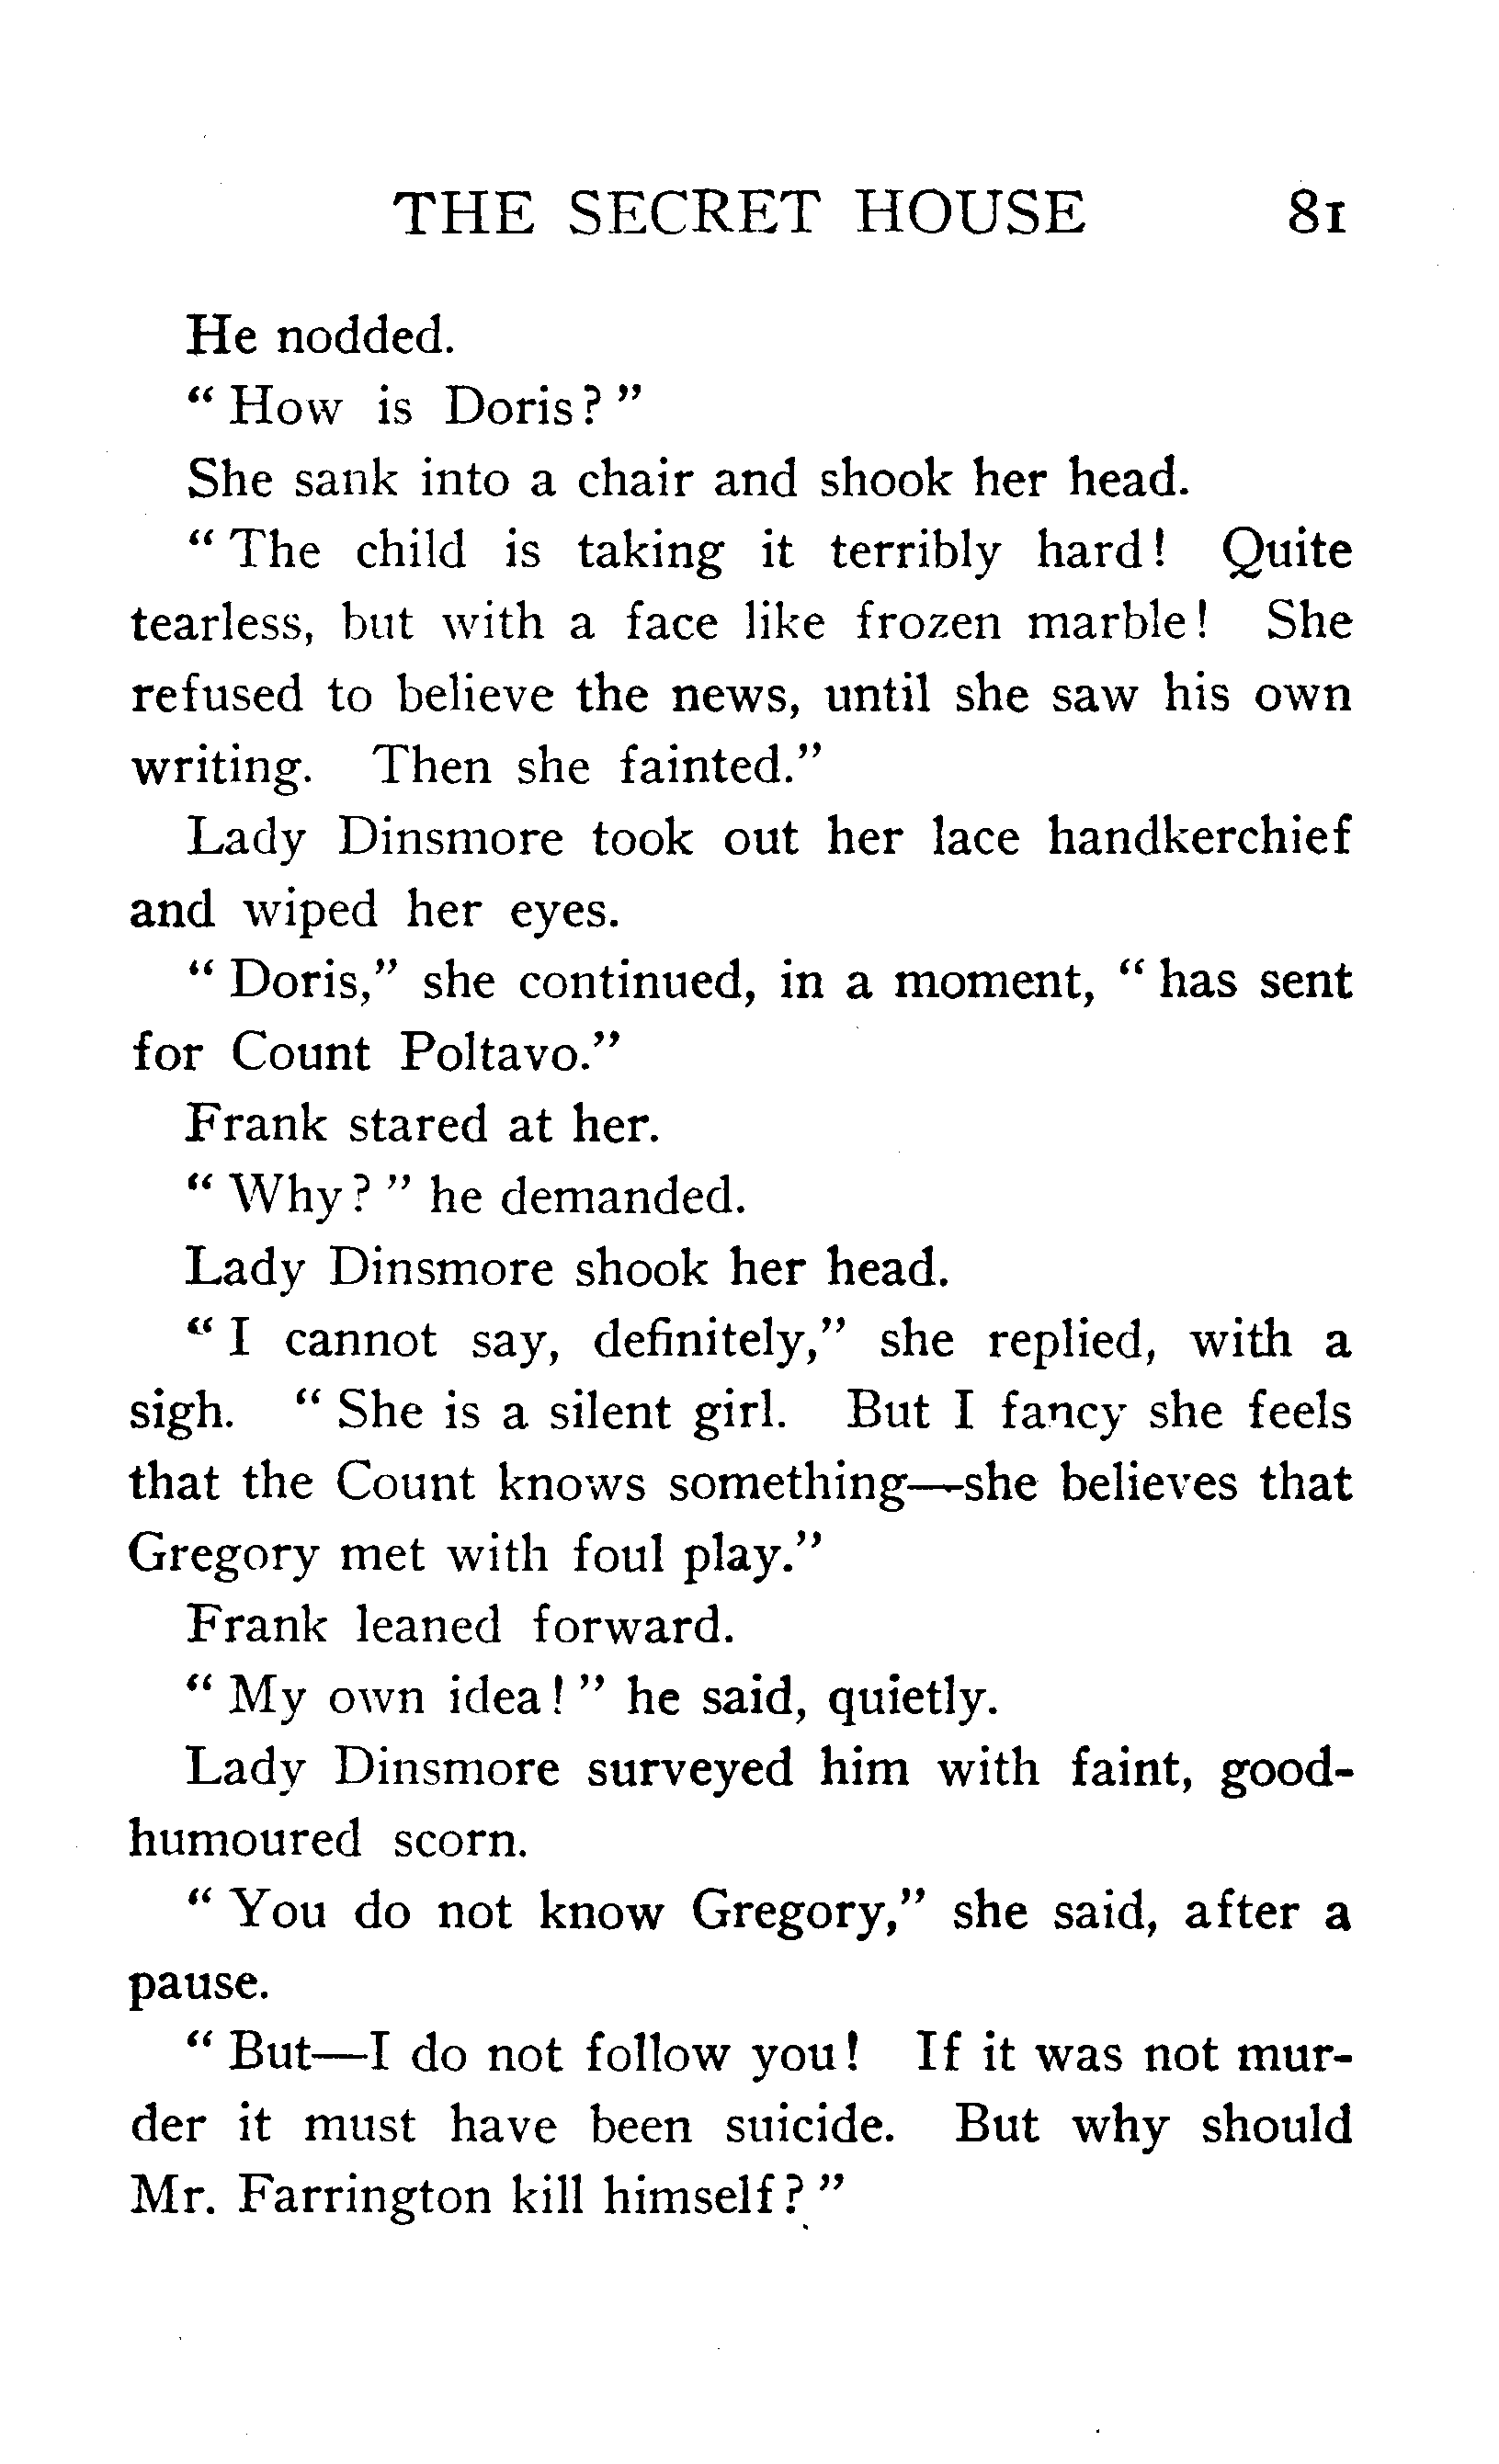 THE SECRET HOUSE 81
He nodded.
" How is Doris? "
She sank into a chair and shook her head.
" The child is taking it terribly hard! Quite
tearless, but with a face like frozen marble! She
refused to believe the news, until she saw his own
writing. Then she fainted."
Lady Dinsmore took out her lace handkerchief
and wiped her eyes.
" Doris," she continued, in a moment, " has sent
for Count Poltavo."
Frank stared at her.
" Why? " he demanded.
Lady Dinsmore shook her head.
" I cannot say, definitely," she replied, with a
sigh. " She is a silent girl. But I fancy she feels
that the Count knows something—she believes that
Gregory met with foul play."
Frank leaned forward.
" My own idea! " he said, quietly.
Lady Dinsmore surveyed him with faint, good-
humoured scorn.
" You do not know Gregory," she said, after a
pause.
" But—I do not follow you! If it was not mur-
der it must have been suicide. But why should
Mr. Farrington kill himself? "